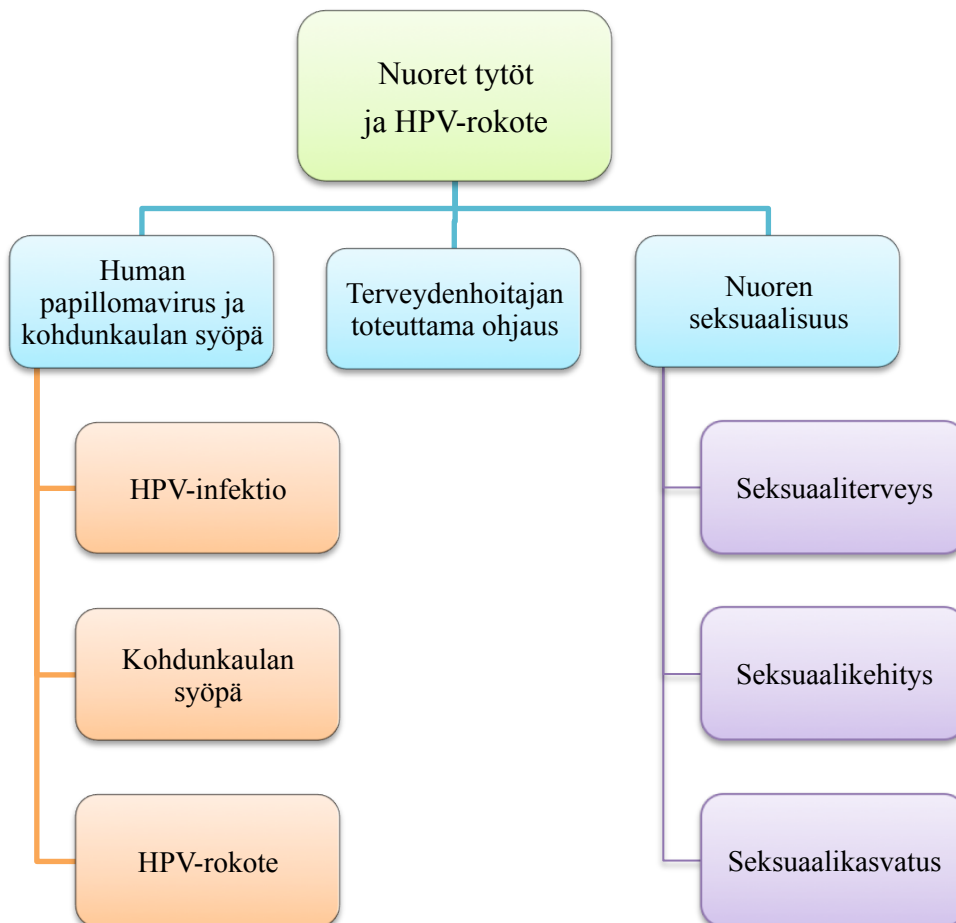 Nuoret tytöt
ja HPV-rokote
Human
papillomavirus ja
kohdunkaulan syöpä
Terveydenhoitajan
toteuttama ohjaus
Nuoren
seksuaalisuus
HPV-infektio
Kohdunkaulan
syöpä
HPV-rokote
Seksuaaliterveys
Seksuaalikehitys
Seksuaalikasvatus